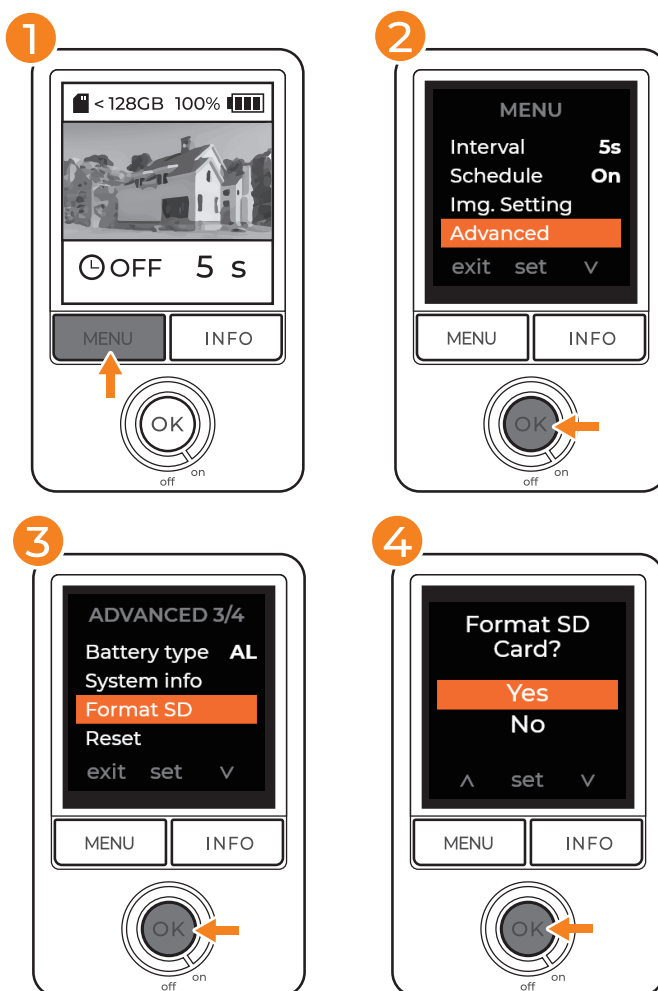 1
< 128GB 100%
OFF 5 s
MENU INFO
OK
on
off
2
MENU
Interval 5s
Schedule On
Img. Setting
Advanced
exit set ∨
MENU INFO
OK
on
off
3
ADVANCED 3/4
Battery type AL
System info
Format SD
Reset
exit set ∨
MENU INFO
OK
on
off
4
Format SD
Card?
Yes
No
∧ set ∨
MENU INFO
OK
on
off